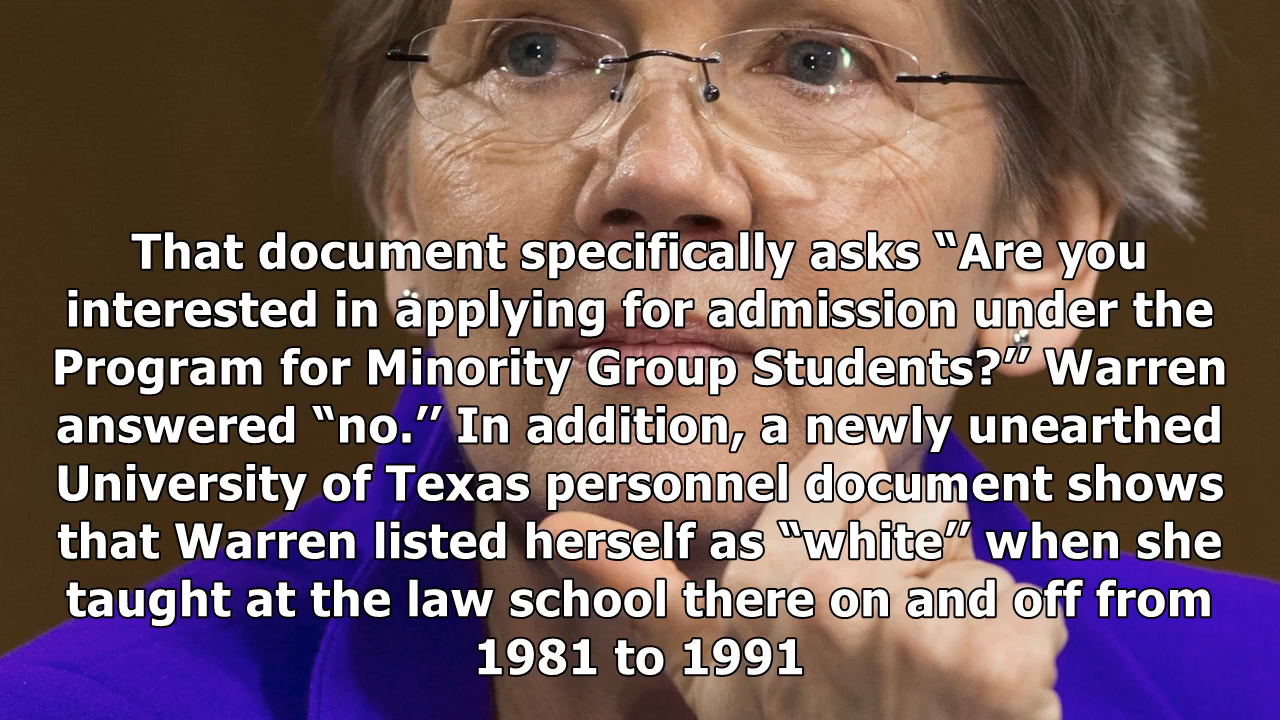 That document specifically asks “Are you
interested in applying for admission under the
Program for Minority Group Students?” Warren
answered “no.” In addition, a newly unearthed
University of Texas personnel document shows
that Warren listed herself as “white” when she
taught at the law school there on and off from
1981 to 1991